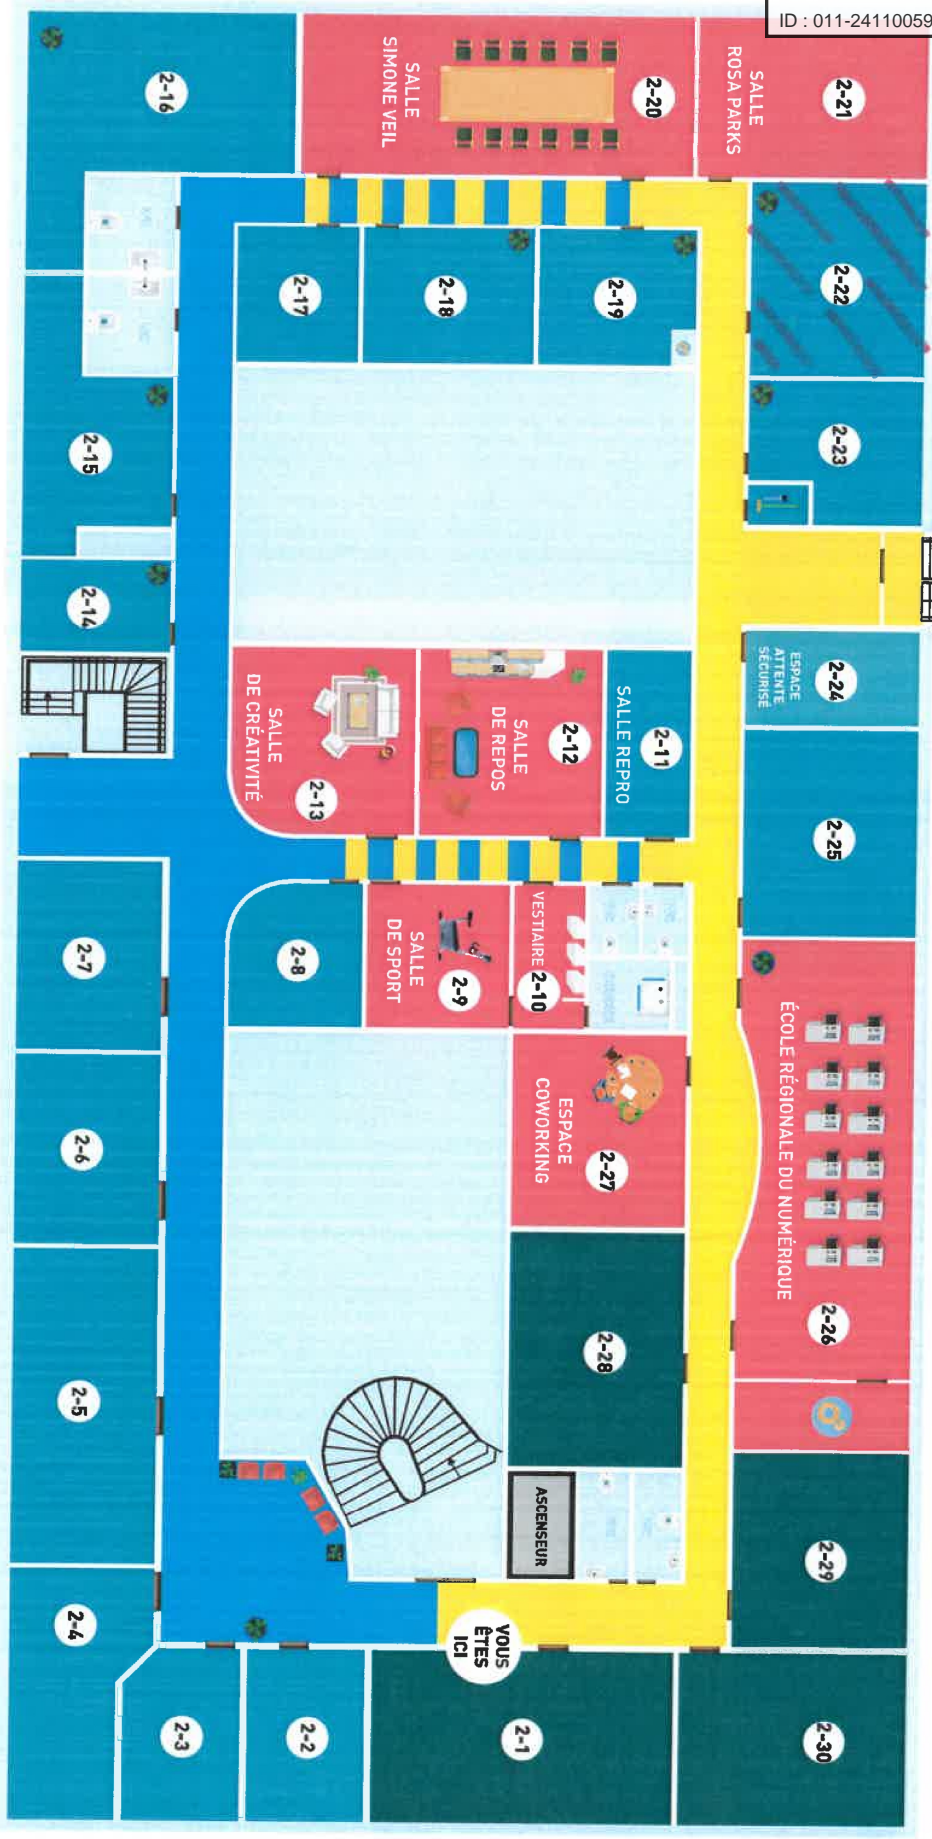 ID : 011-24110059
2-16
SALLE
SIMONE VEIL
2-20
SALLE
ROSA PARKS
2-21
2-17
2-18
2-19
2-22
2-15
2-23
2-14
SALLE
DE CRÉATIVITÉ
2-13
SALLE
DE REPOS
2-12
SALLE REPRO
2-11
ESPACE
ATTENTE
SÉCURISÉ
2-24
2-25
2-7
2-8
SALLE
DE SPORT
2-9
VESTIAIRE
2-10
ÉCOLE RÉGIONALE DU NUMÉRIQUE
2-26
ESPACE
COWORKING
2-27
2-6
2-5
2-28
ASCENSEUR
2-29
2-4
VOUS
ÊTES
ICI
2-3
2-2
2-1
2-30